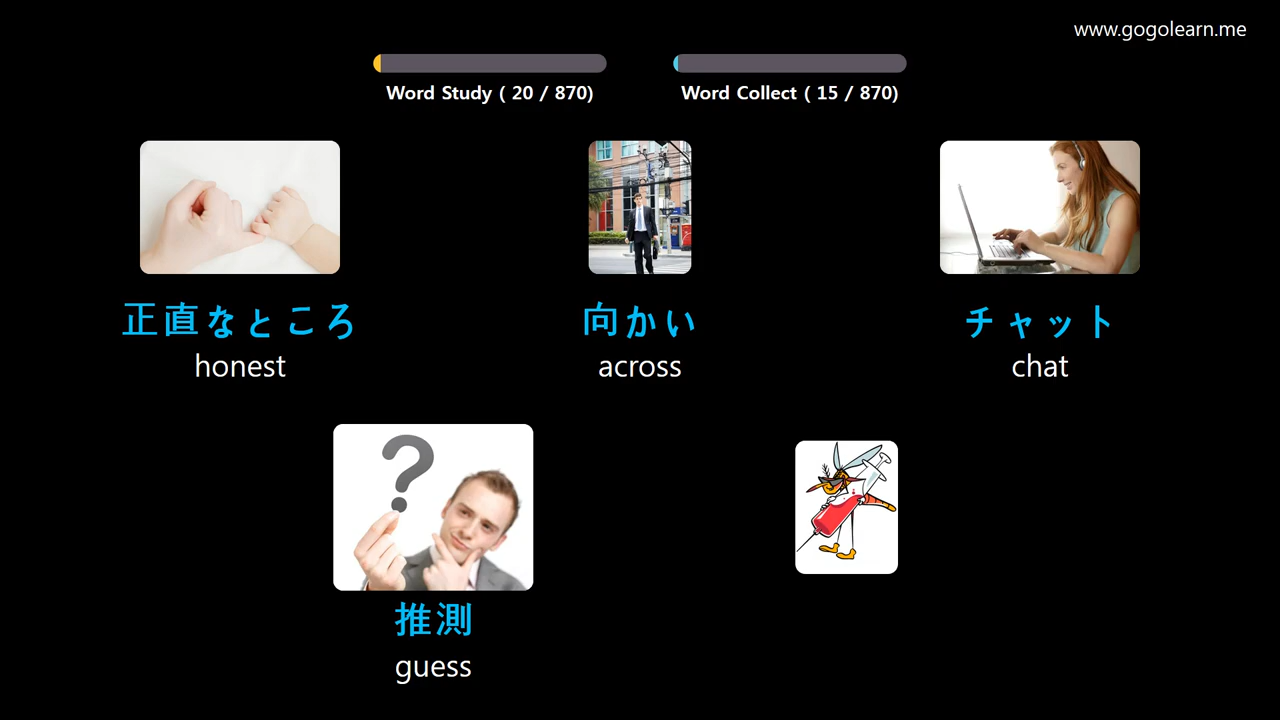 www.gogolearn.me
Word Study ( 20 / 870)
Word Collect ( 15 / 870)
正直なところ
honest
向かい
across
チャット
chat
?
推測
guess